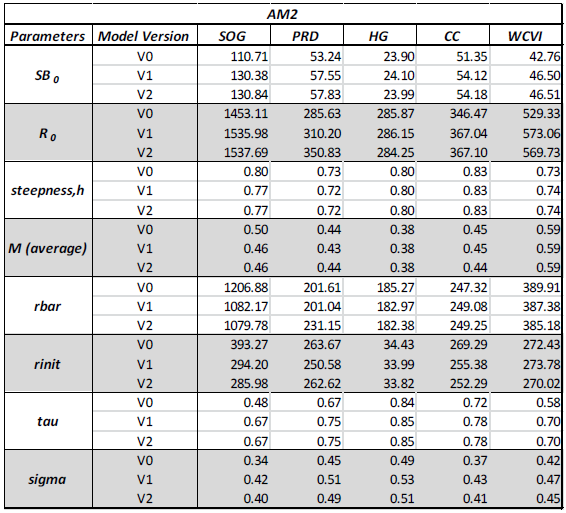 AM2
Parameters Model Version SOG PRD HG CC WCVI
SB 0 V0 110.71 53.24 23.90 51.35 42.76
V1 130.38 57.55 24.10 54.12 46.50
V2 130.84 57.83 23.99 54.18 46.51
R 0 V0 1453.11 285.63 285.87 346.47 529.33
V1 1535.98 310.20 286.15 367.04 573.06
V2 1537.69 350.83 284.25 367.10 569.73
steepness,h V0 0.80 0.73 0.80 0.83 0.73
V1 0.77 0.72 0.80 0.83 0.74
V2 0.77 0.72 0.80 0.83 0.74
M (average) V0 0.50 0.44 0.38 0.45 0.59
V1 0.46 0.43 0.38 0.45 0.59
V2 0.46 0.44 0.38 0.44 0.59
rbar V0 1206.88 201.61 185.27 247.32 389.91
V1 1082.17 201.04 182.97 249.08 387.38
V2 1079.78 231.15 182.38 249.25 385.18
rinit V0 393.27 263.67 34.43 269.29 272.43
V1 294.20 250.58 33.99 255.38 273.78
V2 285.98 262.62 33.82 252.29 270.02
tau V0 0.48 0.67 0.84 0.72 0.58
V1 0.67 0.75 0.85 0.78 0.70
V2 0.67 0.75 0.85 0.78 0.70
sigma V0 0.34 0.45 0.49 0.37 0.42
V1 0.42 0.51 0.53 0.43 0.47
V2 0.40 0.49 0.51 0.41 0.45